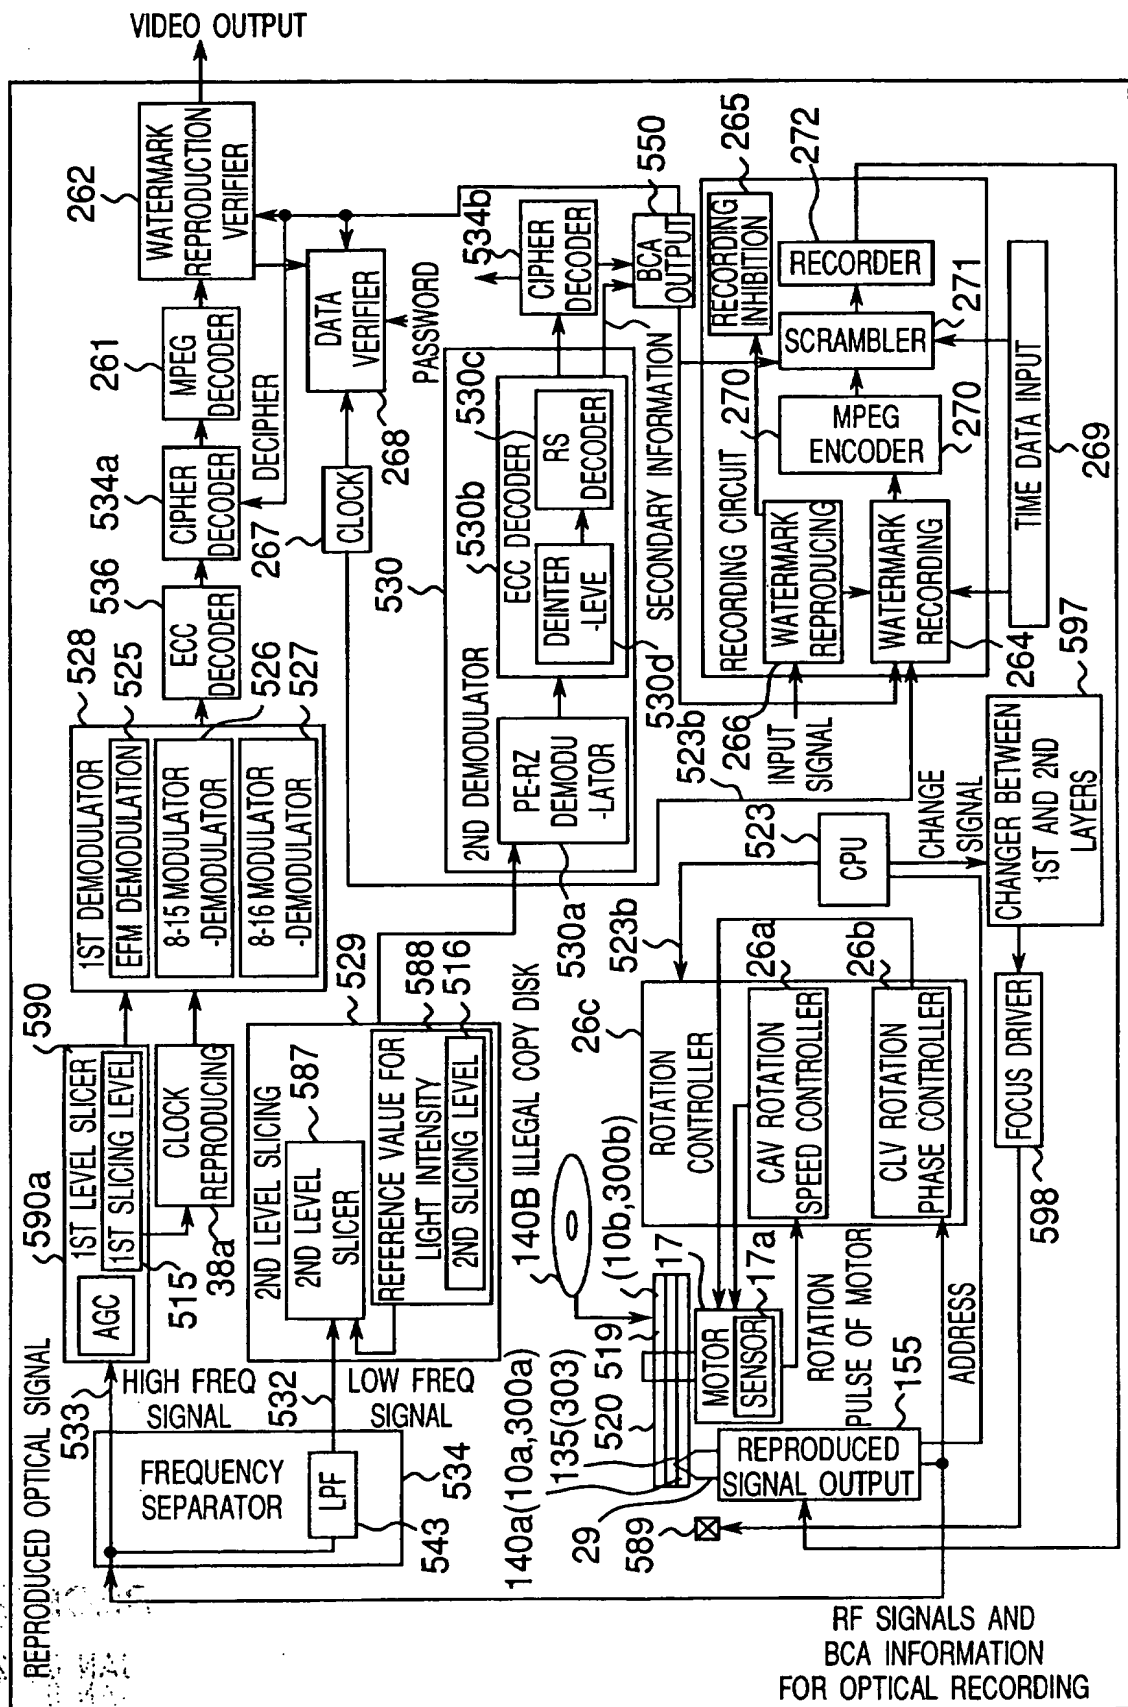 VIDEO OUTPUT
262
WATERMARK
REPRODUCTION
VERIFIER
261
MPEG
DECODER
534a
CIPHER
DECODER
DECIPHER
536
ECC
DECODER
267
CLOCK
DATA
VERIFIER
268
PASSWORD
528
525
1ST DEMODULATOR
EFM DEMODULATION
8-15 MODULATOR
-DEMODULATOR
526
8-16 MODULATOR
-DEMODULATOR
527
590
590a
1ST LEVEL SLICER
1ST SLICING LEVEL
AGC
515
CLOCK
REPRODUCING
38a
REPRODUCED OPTICAL SIGNAL
533
HIGH FREQ
SIGNAL
532
LOW FREQ
SIGNAL
FREQUENCY
SEPARATOR
LPF
534
543
2ND LEVEL SLICING
587
2ND LEVEL
SLICER
529
588
516
REFERENCE VALUE FOR
LIGHT INTENSITY
2ND SLICING LEVEL
530
2ND DEMODULATOR
PE-RZ
DEMODU
-LATOR
530a
530b
530c
ECC DECODER
DEINTER
-LEVE
RS
DECODER
530d
534b
CIPHER
DECODER
550
BCA
OUTPUT
SECONDARY INFORMATION
523b
RECORDING CIRCUIT
265
RECORDING
INHIBITION
270
272
RECORDER
271
SCRAMBLER
MPEG
ENCODER
270
WATERMARK
REPRODUCING
266
INPUT
SIGNAL
WATERMARK
RECORDING
264
TIME DATA INPUT
269
597
CHANGER BETWEEN
1ST AND 2ND
LAYERS
CHANGE
SIGNAL
523
CPU
523b
26c
26a
26b
ROTATION
CONTROLLER
CAV ROTATION
SPEED CONTROLLER
CLV ROTATION
PHASE CONTROLLER
FOCUS DRIVER
598
140B ILLEGAL COPY DISK
(10b,300b)
519
520
17
17a
MOTOR
SENSOR
ROTATION
PULSE OF MOTOR
155
ADDRESS
140a(10a,300a)
135(303)
REPRODUCED
SIGNAL OUTPUT
29
589
RF SIGNALS AND
BCA INFORMATION
FOR OPTICAL RECORDING